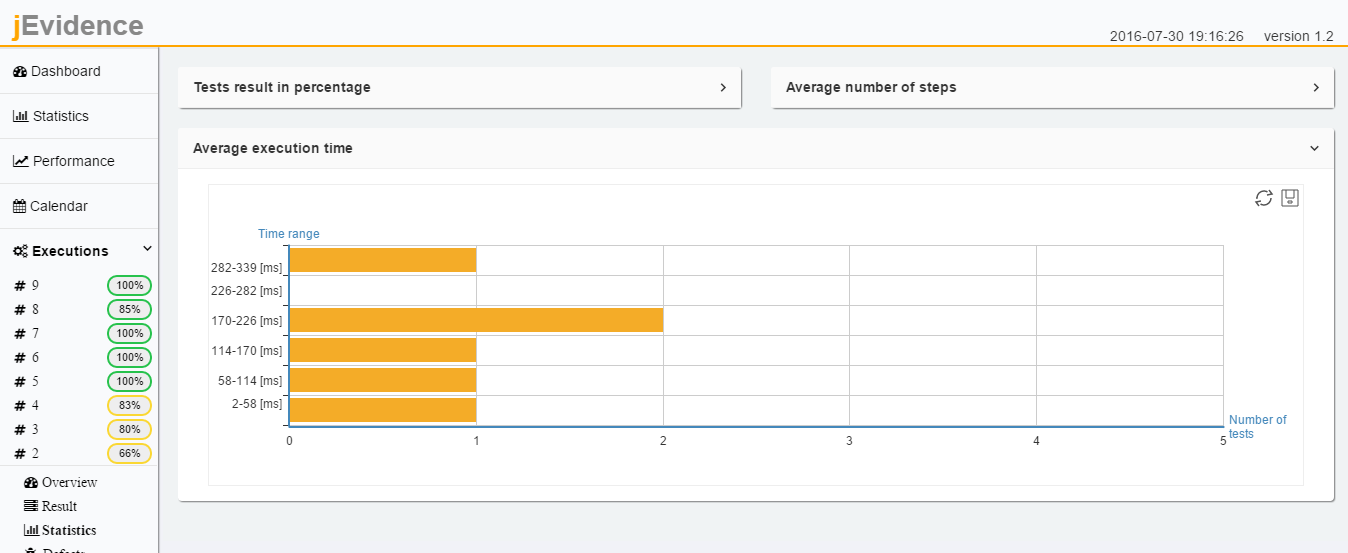 jEvidence
2016-07-30 19:16:26 version 1.2
Dashboard
Statistics
Performance
Calendar
Executions
# 9 100%
# 8 85%
# 7 100%
# 6 100%
# 5 100%
# 4 83%
# 3 80%
# 2 66%
Overview
Result
Statistics
Defects
Tests result in percentage
Average number of steps
Average execution time
Time range
282-339 [ms]
226-282 [ms]
170-226 [ms]
114-170 [ms]
58-114 [ms]
2-58 [ms]
0 1 2 3 4 5
Number of
tests